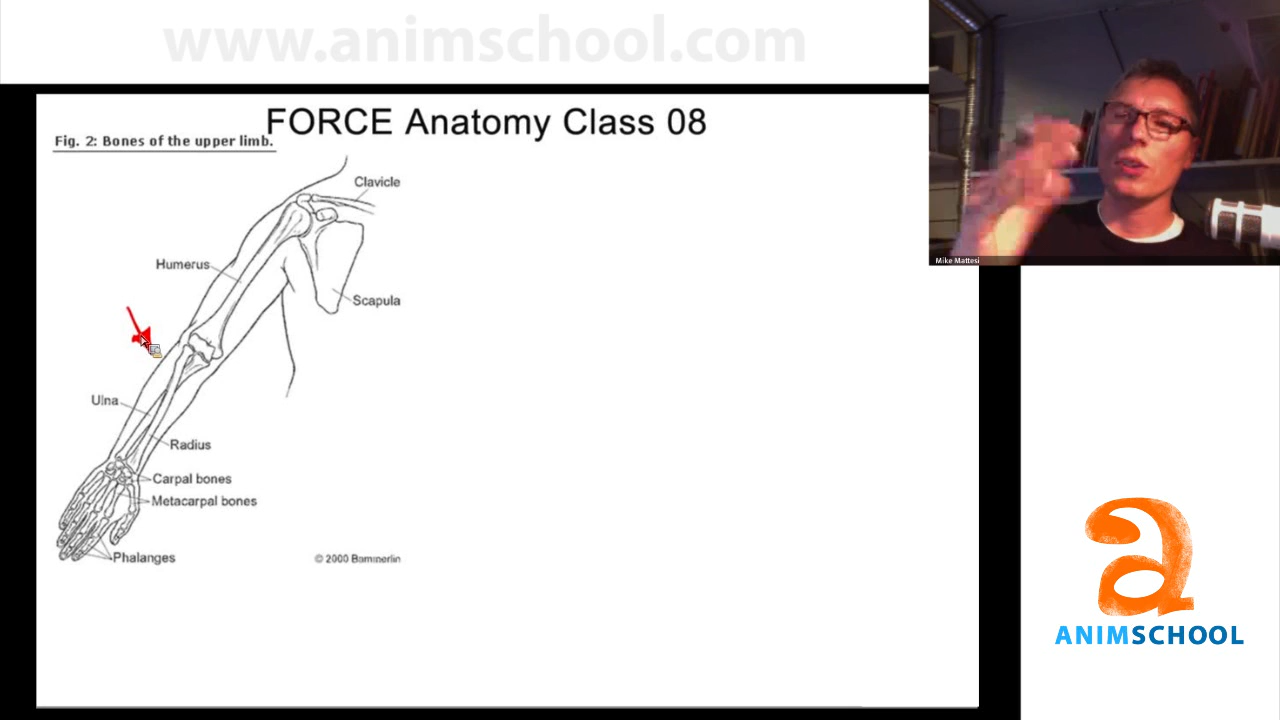 www.animschool.com
FORCE Anatomy Class 08
Fig. 2: Bones of the upper limb.
Clavicle
Humerus
Scapula
Ulna
Radius
Carpal bones
Metacarpal bones
Phalanges
© 2000 Bammerlin
Mike Mattesi
a
ANIMSCHOOL